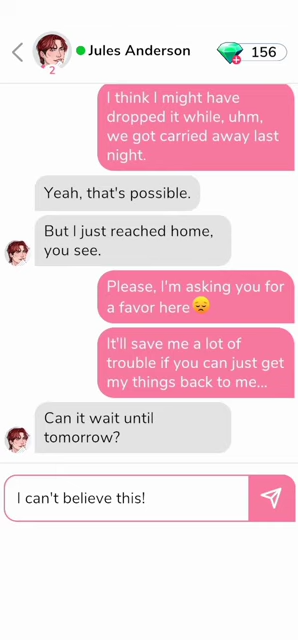 Jules Anderson
156
2
I think I might have
dropped it while, uhm,
we got carried away last
night.
Yeah, that's possible.
But I just reached home,
you see.
Please, I'm asking you for
a favor here😞
It'll save me a lot of
trouble if you can just get
my things back to me...
Can it wait until
tomorrow?
I can't believe this!